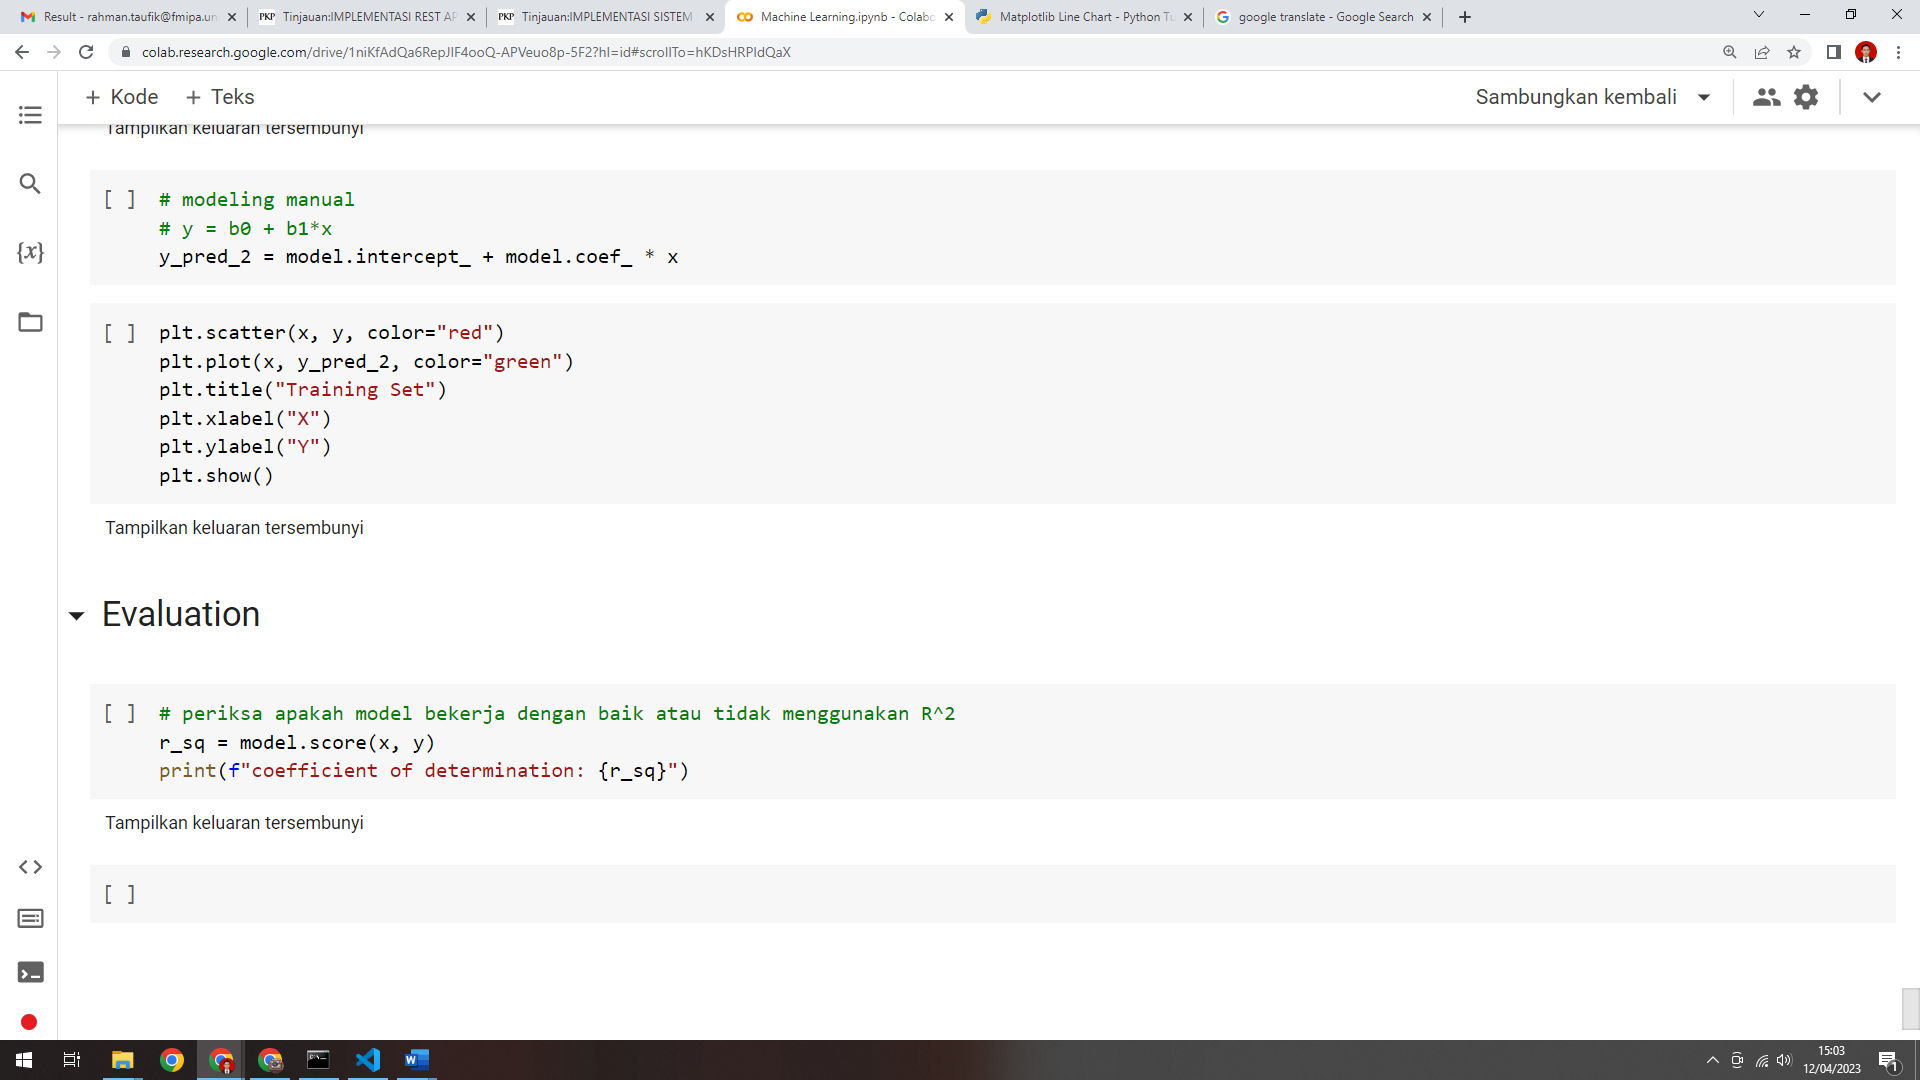 Result - rahman.taufik@fmipa.un
Tinjauan:IMPLEMENTASI REST AP
Tinjauan:IMPLEMENTASI SISTEM
Machine Learning.ipynb - Colabo
Matplotlib Line Chart - Python Tu
google translate - Google Search
colab.research.google.com/drive/1niKfAdQa6RepJlF4ooQ-APVeuo8p-5F2?hl=id#scrollTo=hKDsHRPIdQaX
+ Kode + Teks
Sambungkan kembali
Tampilkan keluaran tersembunyi
[ ] # modeling manual
# y = b0 + b1*x
y_pred_2 = model.intercept_ + model.coef_ * x
[ ] plt.scatter(x, y, color="red")
plt.plot(x, y_pred_2, color="green")
plt.title("Training Set")
plt.xlabel("X")
plt.ylabel("Y")
plt.show()
Tampilkan keluaran tersembunyi
Evaluation
[ ] # periksa apakah model bekerja dengan baik atau tidak menggunakan R^2
r_sq = model.score(x, y)
print(f"coefficient of determination: {r_sq}")
Tampilkan keluaran tersembunyi
[ ]
15:03
12/04/2023
1